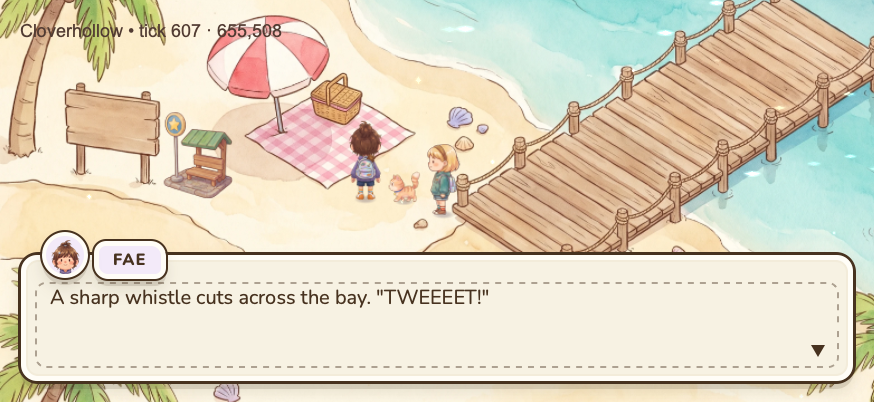 Cloverhollow • tick 607 · 655,508
FAE
A sharp whistle cuts across the bay. "TWEEEET!"